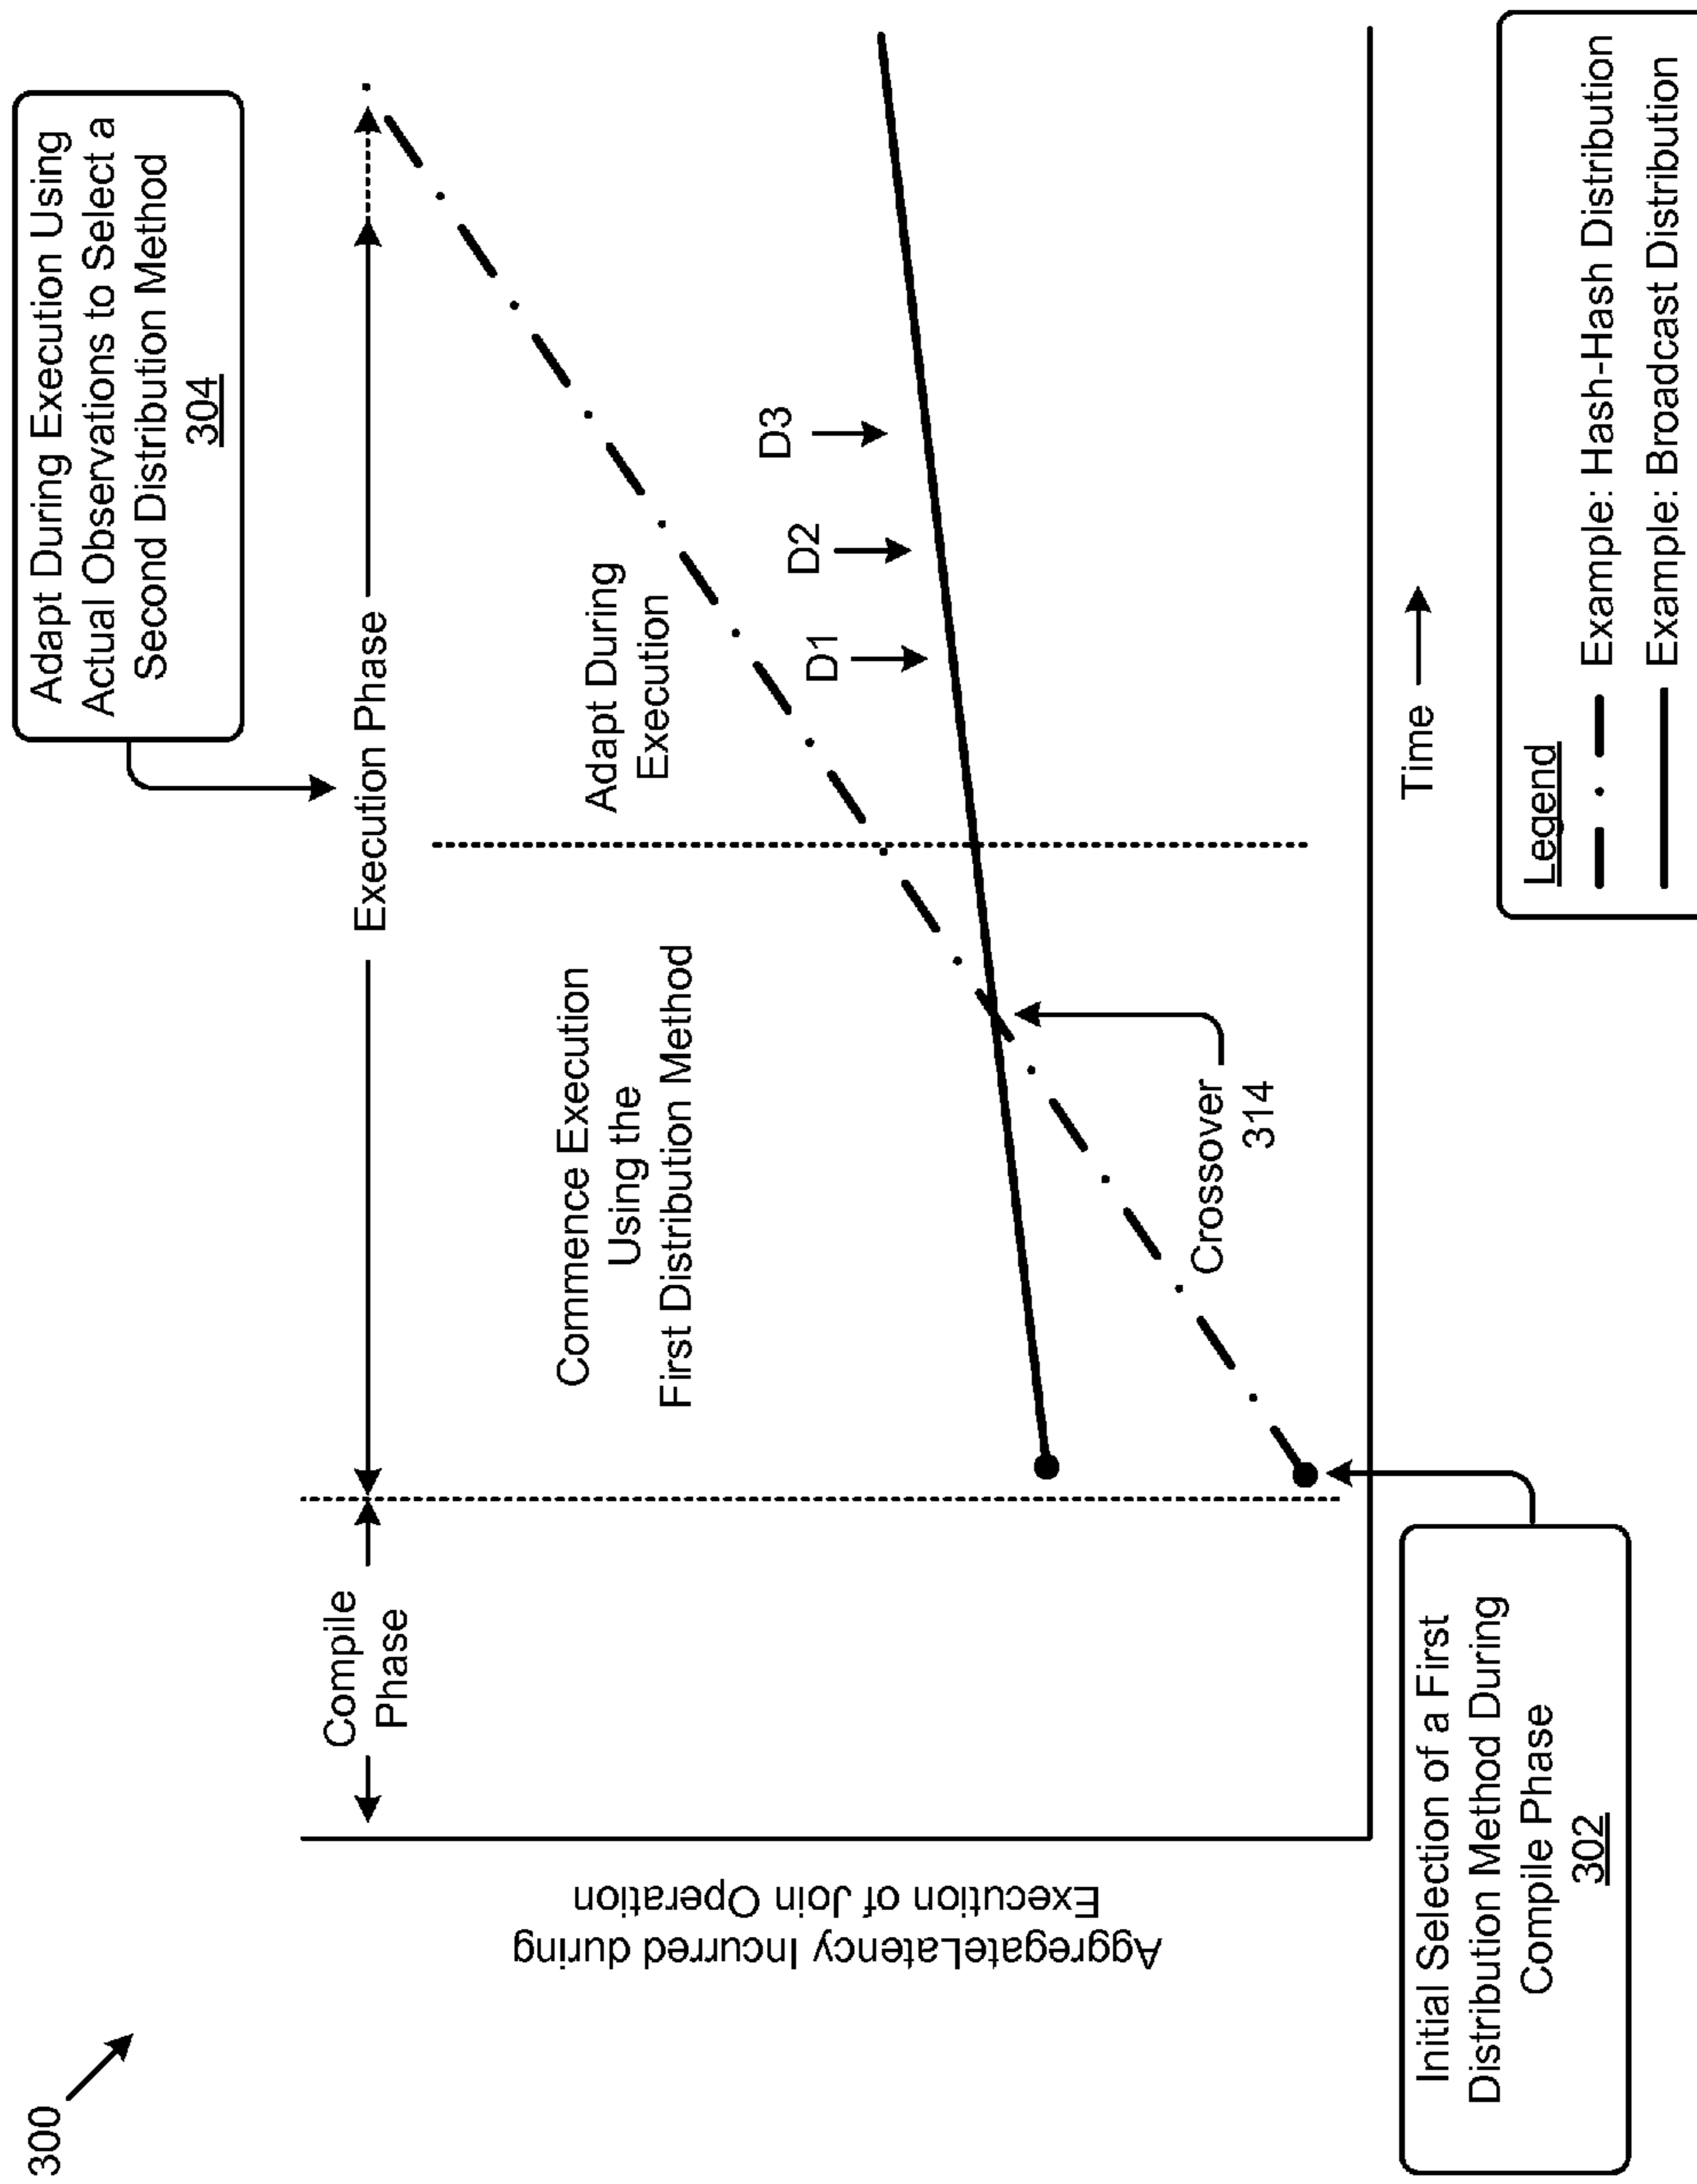 300
Adapt During Execution Using
Actual Observations to Select a
Second Distribution Method
304
Compile
Phase
Execution Phase
Commence Execution
Using the
First Distribution Method
Adapt During
Execution
D1
D2
D3
Crossover
314
AggregateLatency Incurred during
Execution of Join Operation
Time
Initial Selection of a First
Distribution Method During
Compile Phase
302
Legend
Example: Hash-Hash Distribution
Example: Broadcast Distribution